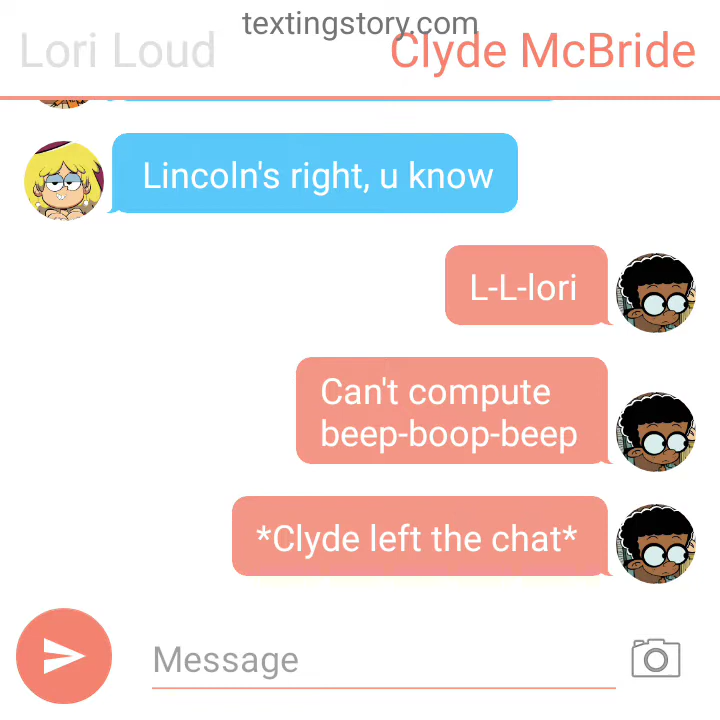 textingstory.com
Lori Loud
Clyde McBride
Lincoln's right, u know
L-L-lori
Can't compute
beep-boop-beep
*Clyde left the chat*
Message